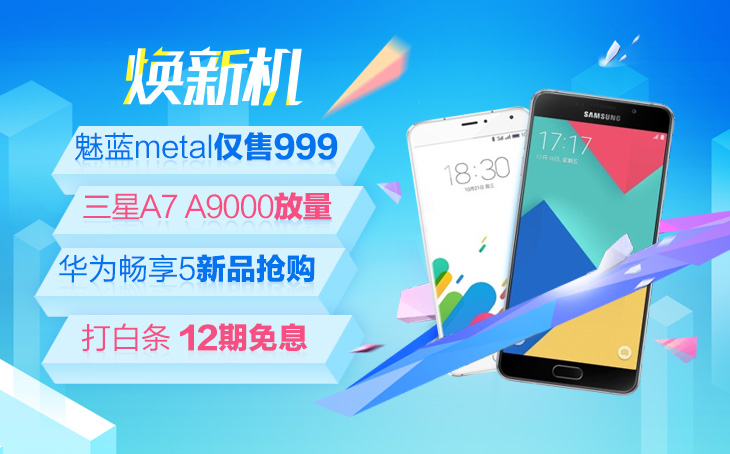 焕新机
魅蓝metal仅售999
三星A7 A9000放量
华为畅享5新品抢购
打白条 12期免息
18:30
SAMSUNG
17:17